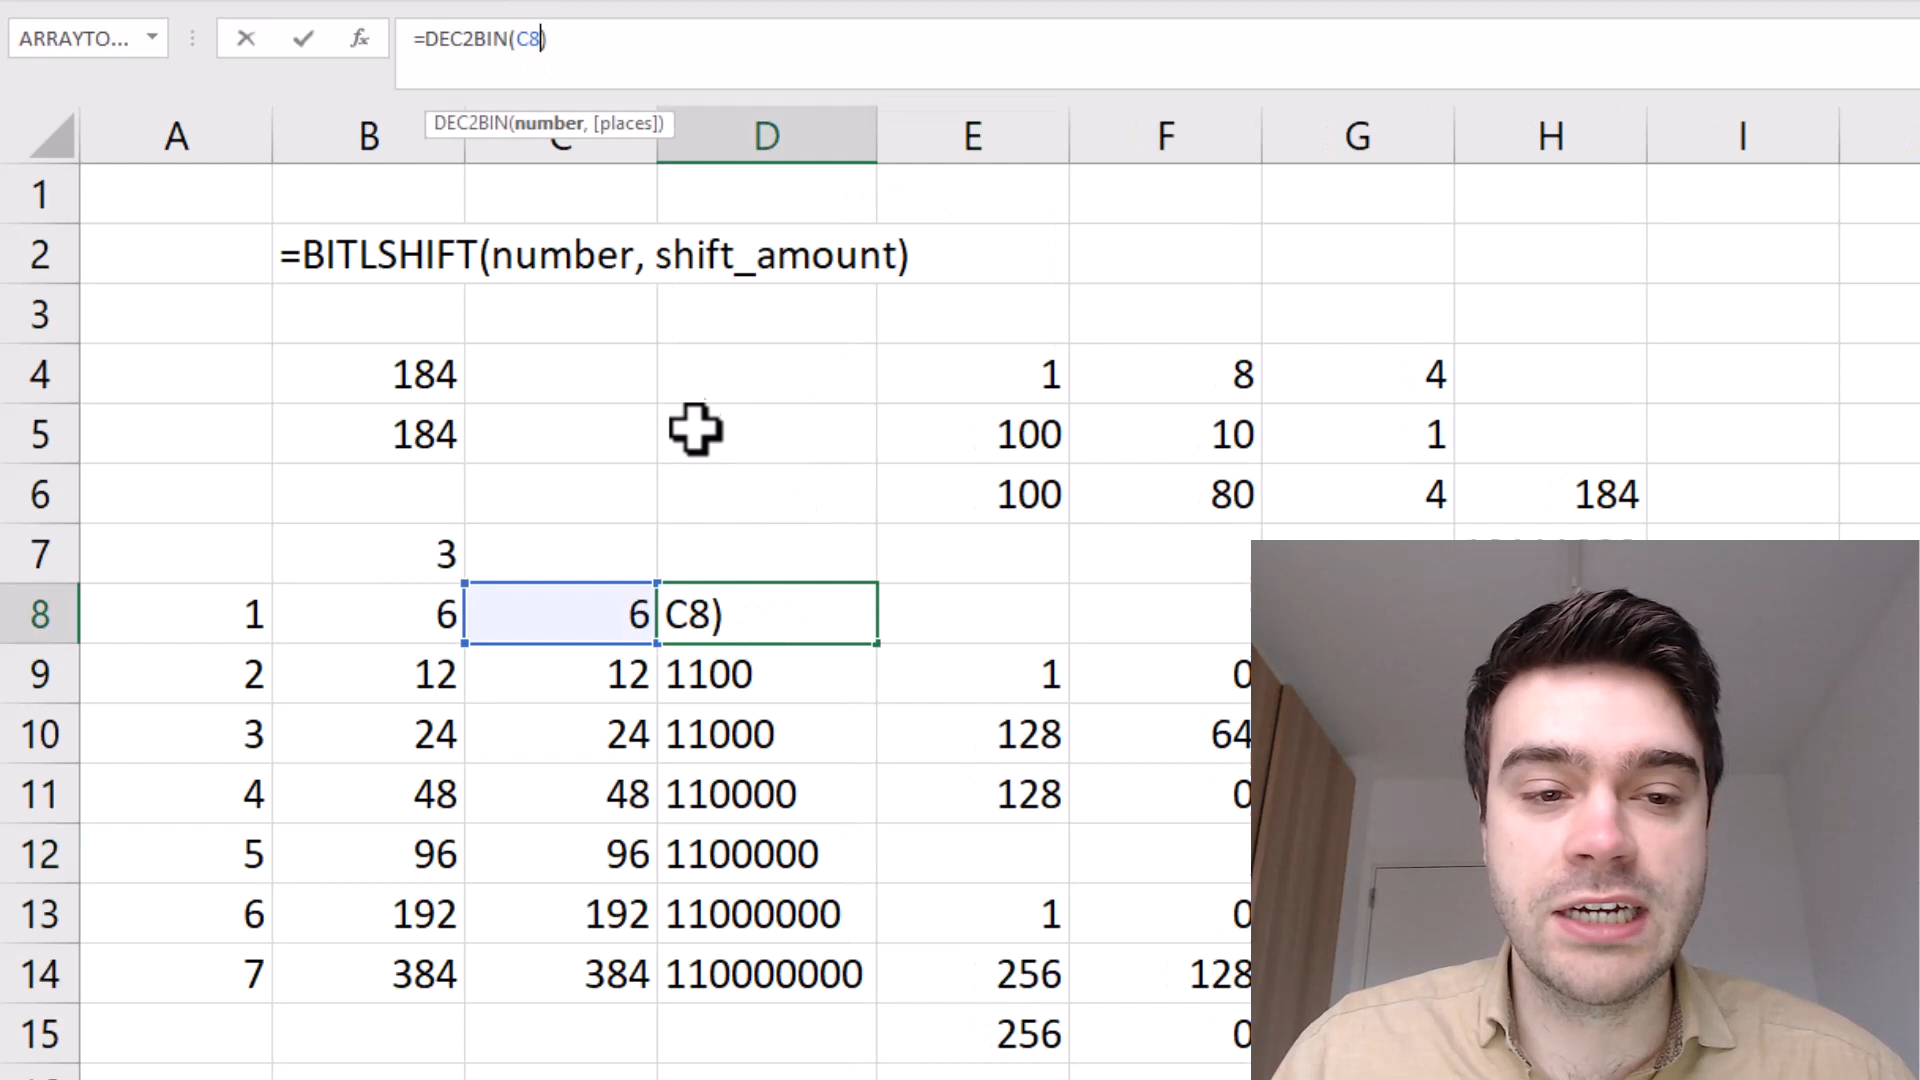 ARRAYTO... fx =DEC2BIN(C8)
DEC2BIN(number, [places])
A B C D E F G H I
1
2 =BITLSHIFT(number, shift_amount)
3
4 184 1 8 4
5 184 100 10 1
6 100 80 4 184
7 3
8 1 6 6 C8)
9 2 12 12 1100 1 0
10 3 24 24 11000 128 64
11 4 48 48 110000 128 0
12 5 96 96 1100000
13 6 192 192 11000000 1 0
14 7 384 384 110000000 256 128
15 256 0